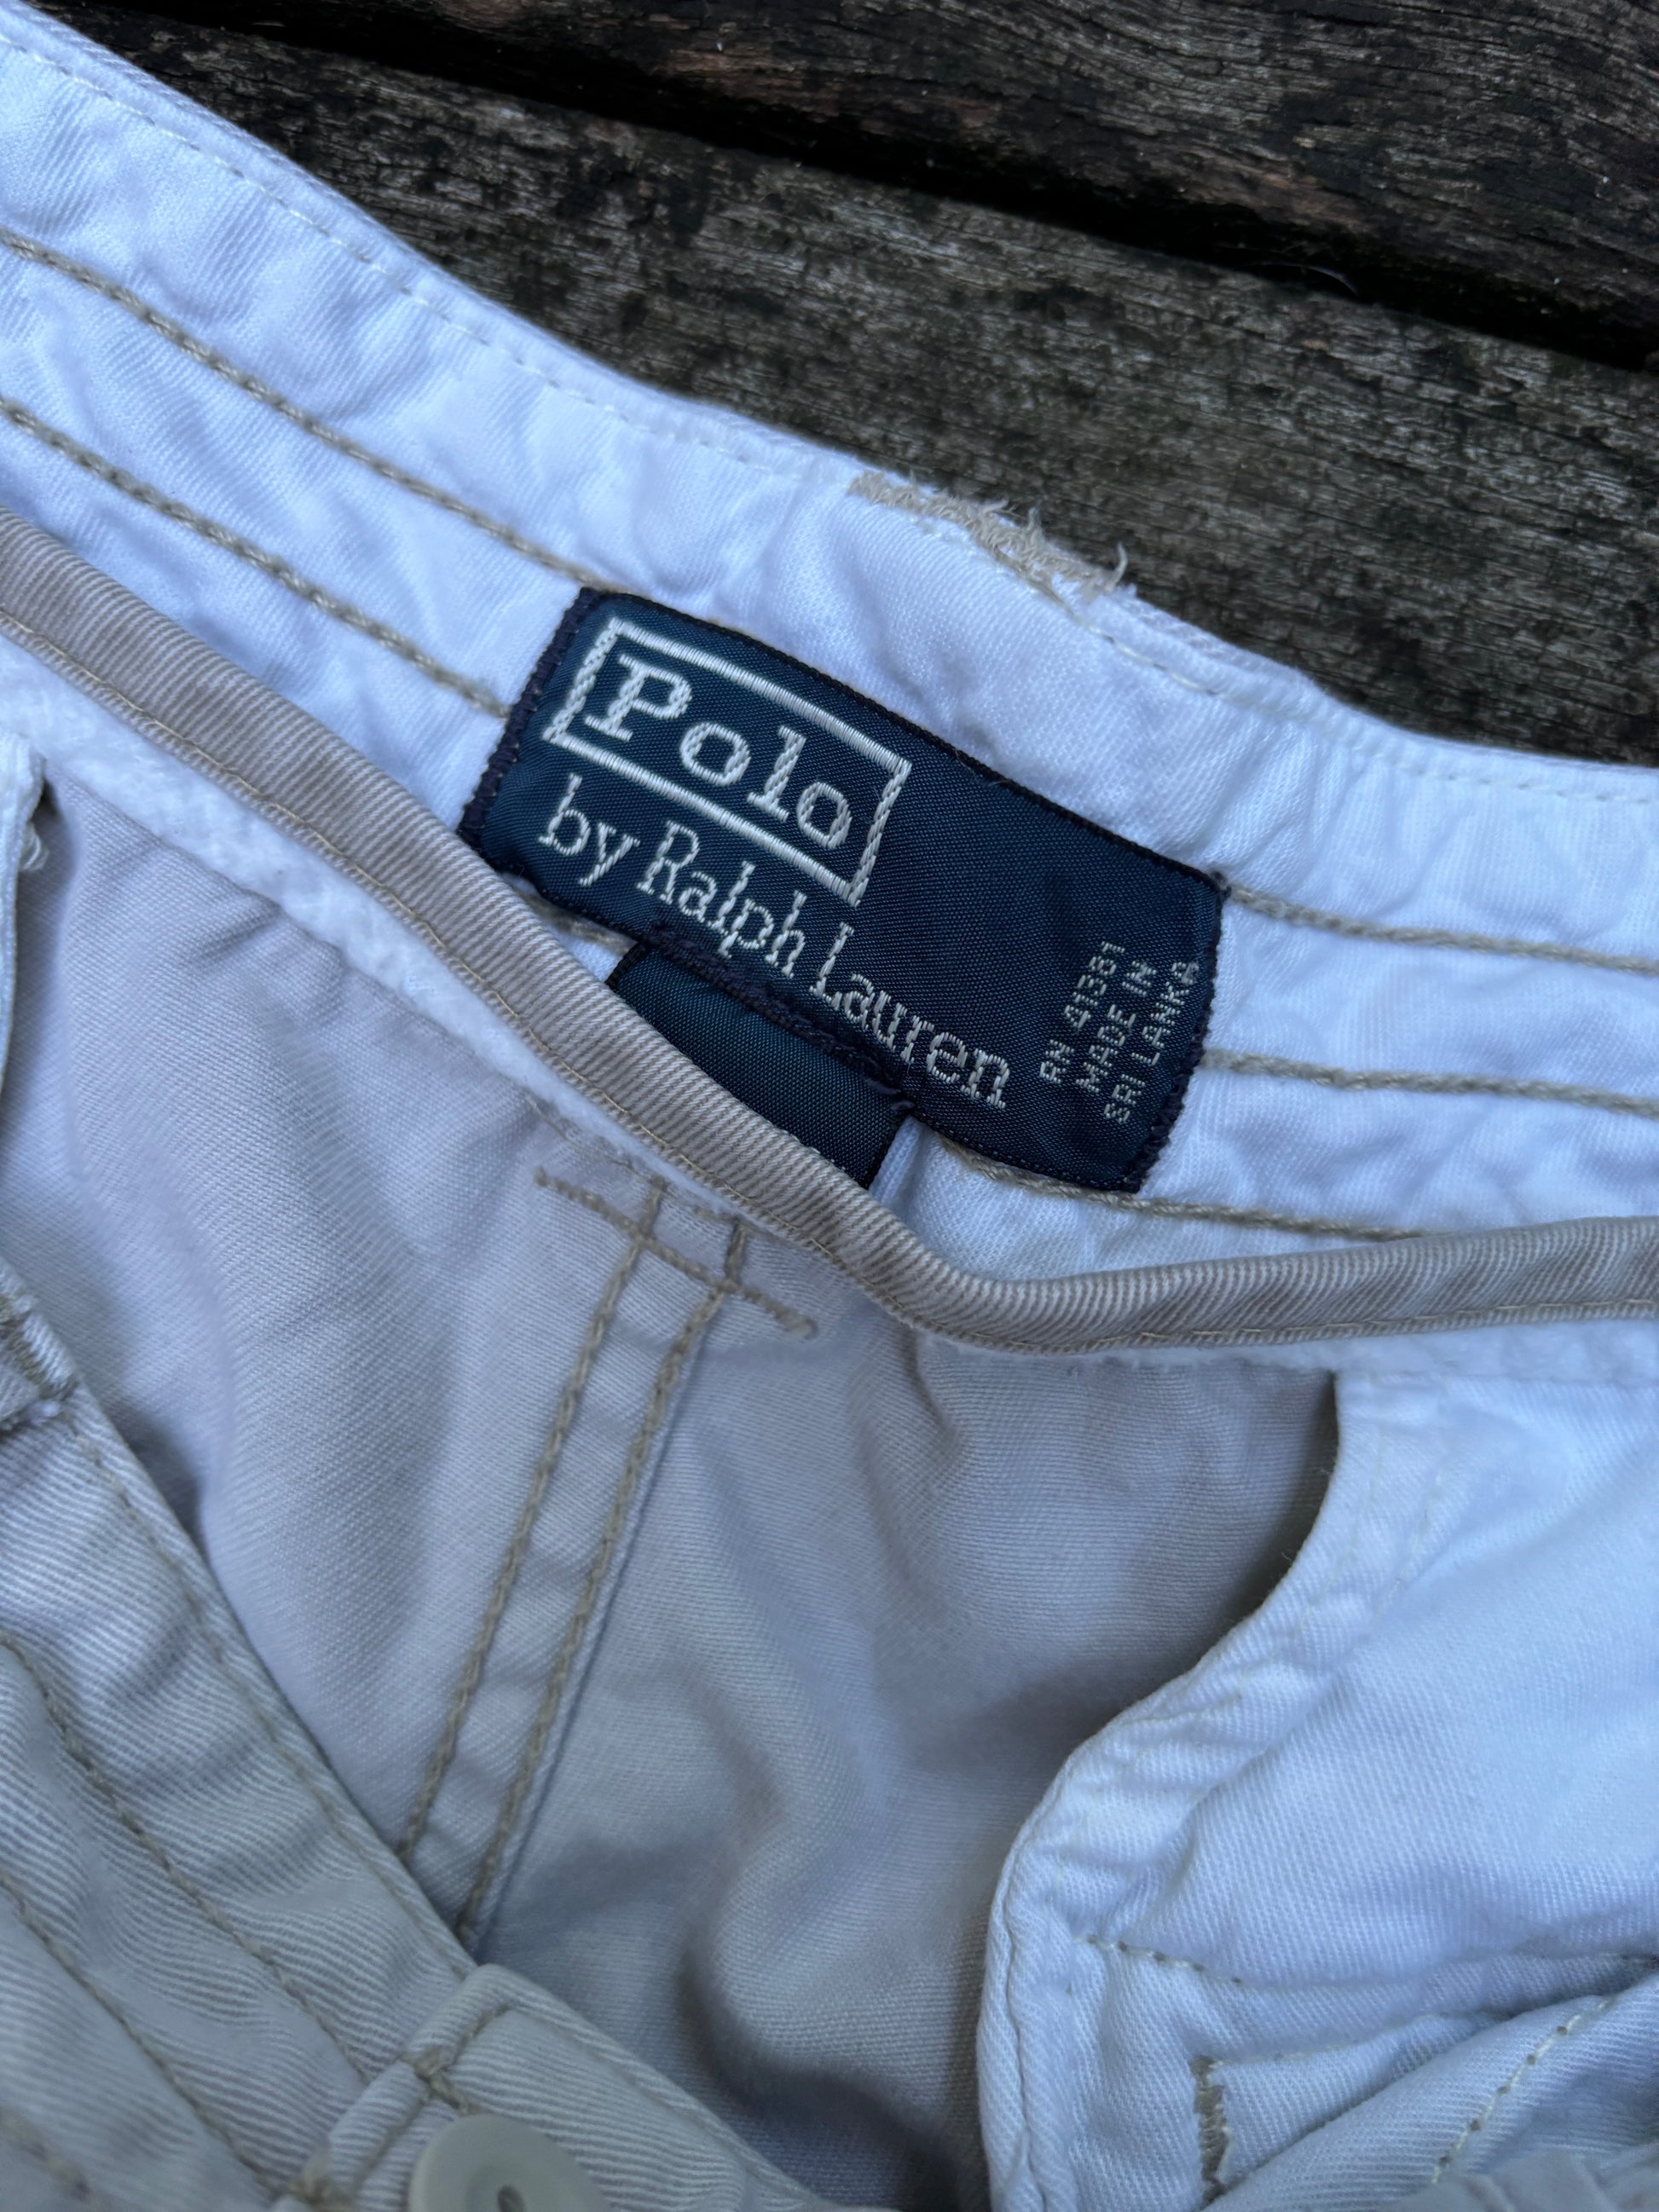 Polo
by Ralph Lauren
RN 41381
MADE IN
SRI LANKA